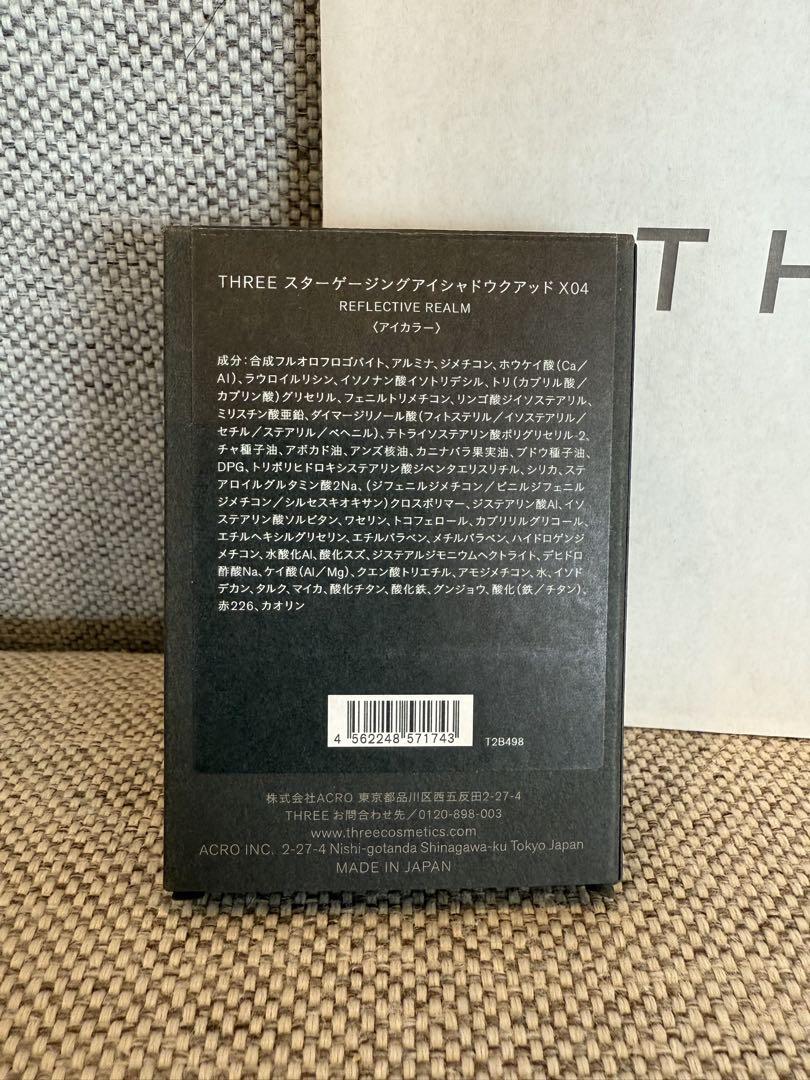 TH
THREE スターゲージングアイシャドウクアッド X04
REFLECTIVE REALM
〈アイカラー〉
成分：合成フルオロフロゴパイト、アルミナ、ジメチコン、ホウケイ酸(Ca／
Al)、ラウロイルリシン、イソノナン酸イソトリデシル、トリ(カプリル酸／
カプリン酸)グリセリル、フェニルトリメチコン、リンゴ酸ジイソステアリル、
ミリスチン酸亜鉛、ダイマージリノール酸(フィトステリル／イソステアリル／
セチル／ステアリル／ベヘニル)、テトライソステアリン酸ポリグリセリル-2、
チャ種子油、アボカド油、アンズ核油、カニナバラ果実油、ブドウ種子油、
DPG、トリポリヒドロキシステアリン酸ジペンタエリスリチル、シリカ、ステ
アロイルグルタミン酸2Na、(ジフェニルジメチコン／ビニルジフェニル
ジメチコン／シルセスキオキサン)クロスポリマー、ジステアリン酸Al、イソ
ステアリン酸ソルビタン、ワセリン、トコフェロール、カプリリルグリコール、
エチルヘキシルグリセリン、エチルパラベン、メチルパラベン、ハイドロゲンジ
メチコン、水酸化Al、酸化スズ、ジステアルジモニウムヘクトライト、デヒドロ
酢酸Na、ケイ酸(Al／Mg)、クエン酸トリエチル、アモジメチコン、水、イソド
デカン、タルク、マイカ、酸化チタン、酸化鉄、グンジョウ、酸化(鉄／チタン)、
赤226、カオリン
4 562248 571743
T2B498
株式会社ACRO 東京都品川区西五反田2-27-4
THREE お問合わせ先／0120-898-003
www.threecosmetics.com
ACRO INC. 2-27-4 Nishi-gotanda Shinagawa-ku Tokyo Japan
MADE IN JAPAN